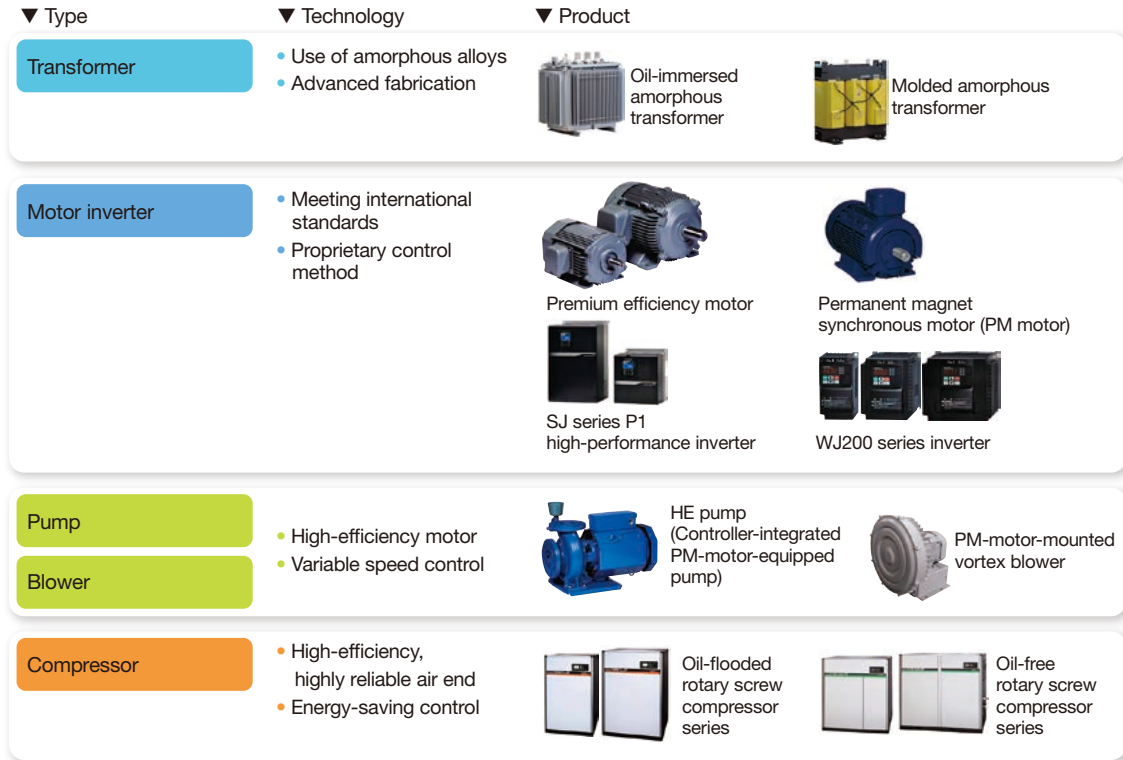 ▼ Type
▼ Technology
▼ Product
Transformer
• Use of amorphous alloys
• Advanced fabrication
Oil-immersed
amorphous
transformer
Molded amorphous
transformer
Motor inverter
• Meeting international
standards
• Proprietary control
method
Premium efficiency motor
Permanent magnet
synchronous motor (PM motor)
SJ series P1
high-performance inverter
WJ200 series inverter
Pump
Blower
• High-efficiency motor
• Variable speed control
HE pump
(Controller-integrated
PM-motor-equipped
pump)
PM-motor-mounted
vortex blower
Compressor
• High-efficiency,
highly reliable air end
• Energy-saving control
Oil-flooded
rotary screw
compressor
series
Oil-free
rotary screw
compressor
series